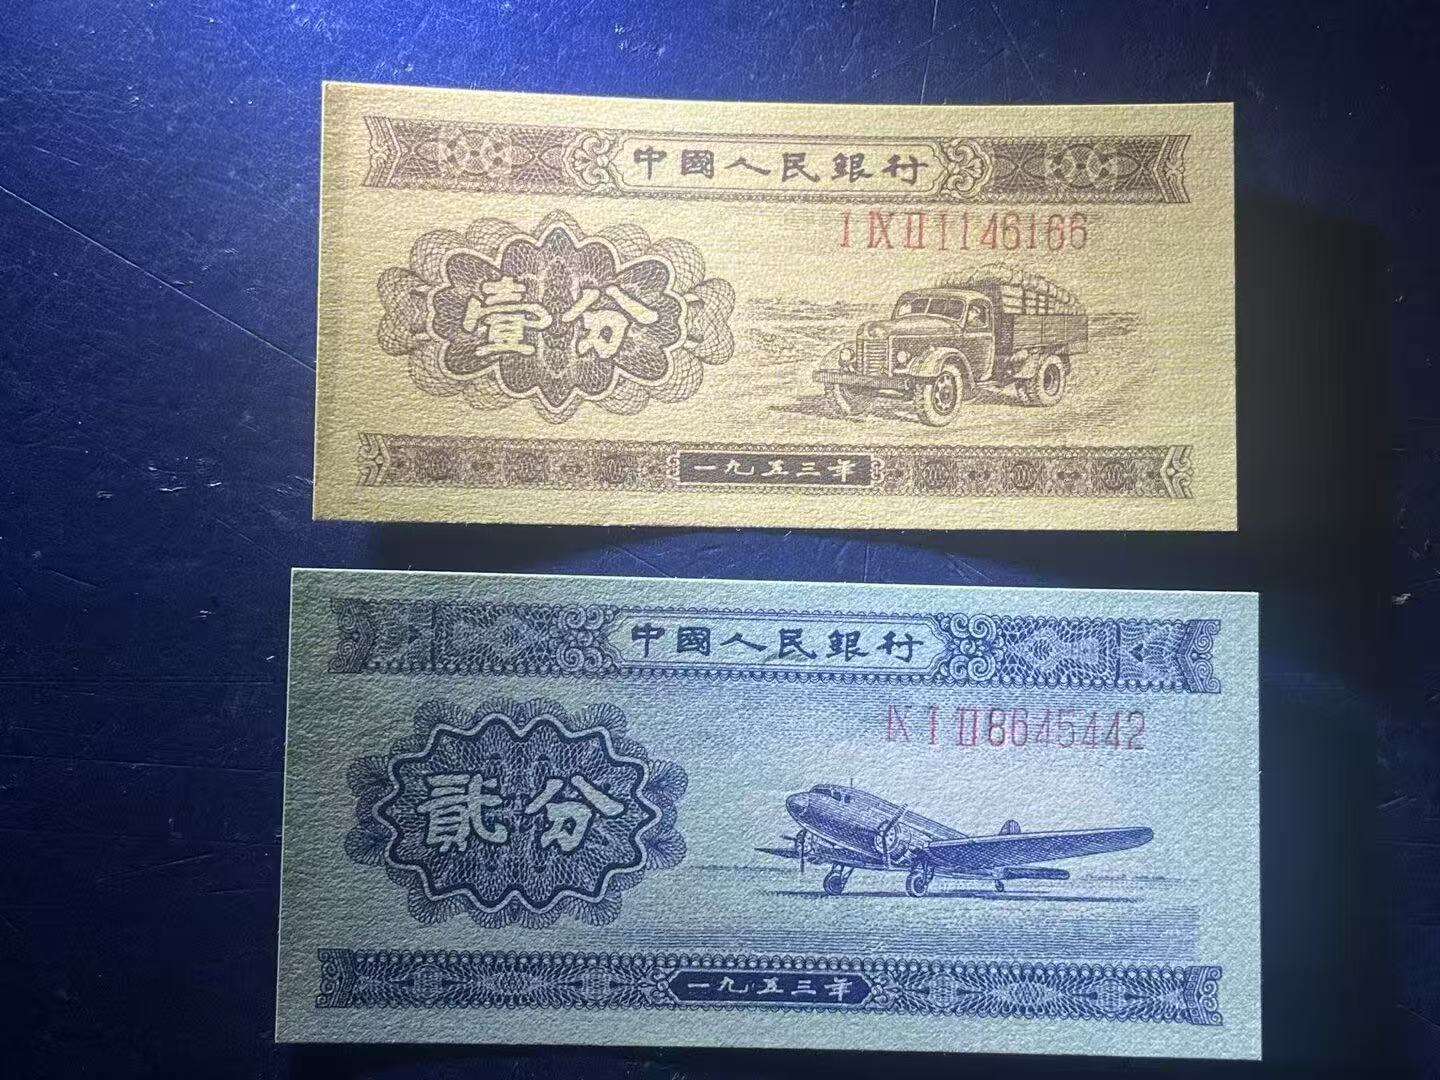 中國人民銀行
I IX II 1146166
壹分
一九五三年
中國人民銀行
IX I III 8645442
貳分
一九五三年